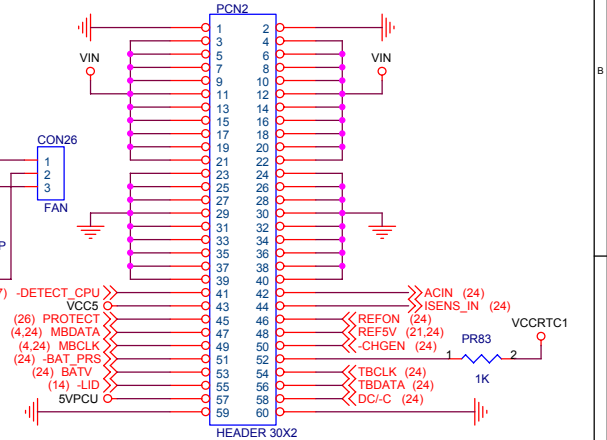 PCN2
1 2
3 4
VIN 5 6 VIN
7 8
9 10
11 12
B
13 14
15 16
17 18
CON26 19 20
1 21 22
2 23 24
3 25 26
FAN 27 28
29 30
31 32
33 34
P 35 36
37 38
39 40
7) -DETECT_CPU 41 42 ACIN (24)
VCC5 43 44 ISENS_IN (24)
(26) PROTECT 45 46 REFON (24)
(4,24) MBDATA 47 48 REF5V (21,24)
(4,24) MBCLK 49 50 -CHGEN (24)
VCCRTC1
(24) -BAT_PRS 51 52 1 PR83 2
(24) BATV 53 54 TBCLK (24)
1K
(14) -LID 55 56 TBDATA (24)
5VPCU 57 58 DC/-C (24)
59 60
HEADER 30X2